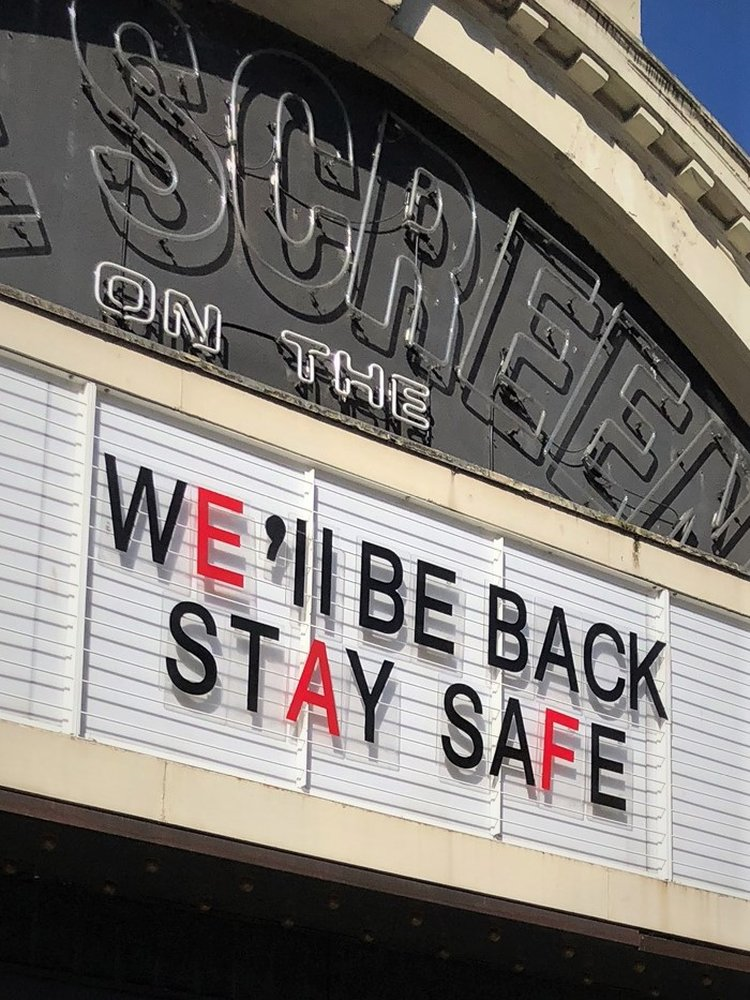 SCREEN
ON THE
WE'll BE BACK
STAY SAFE